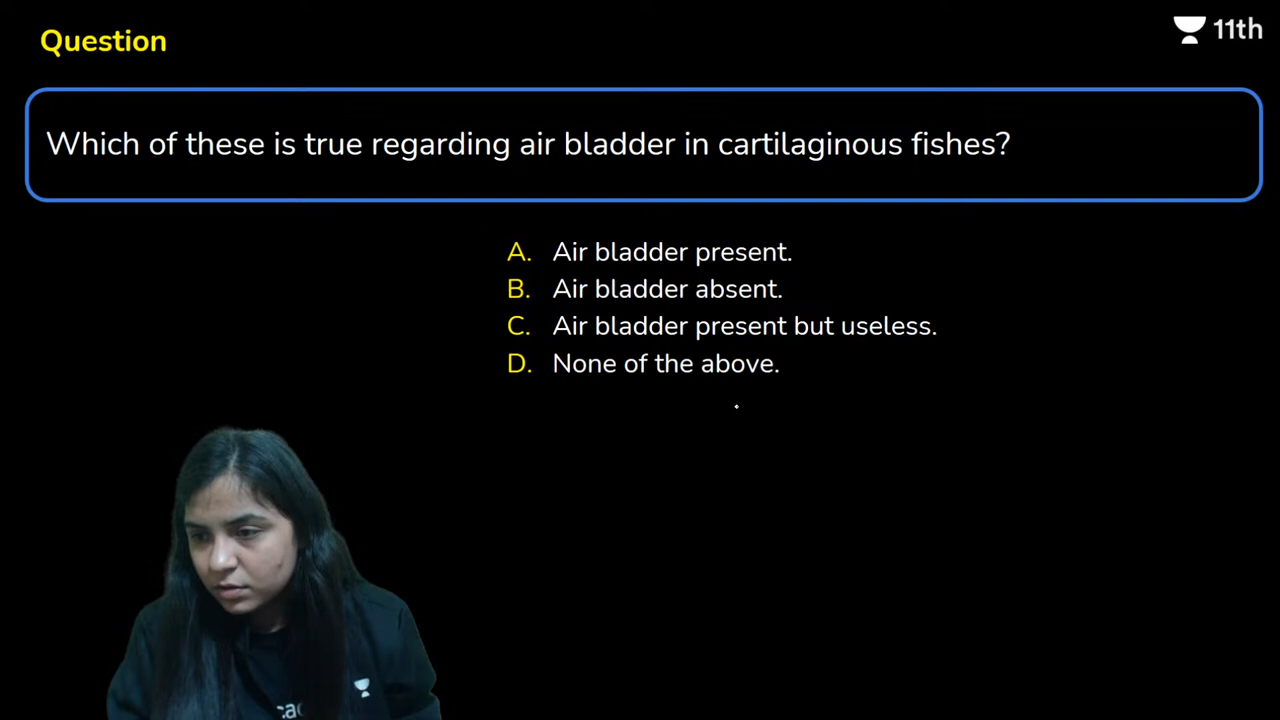 Question
11th
Which of these is true regarding air bladder in cartilaginous fishes?
A. Air bladder present.
B. Air bladder absent.
C. Air bladder present but useless.
D. None of the above.